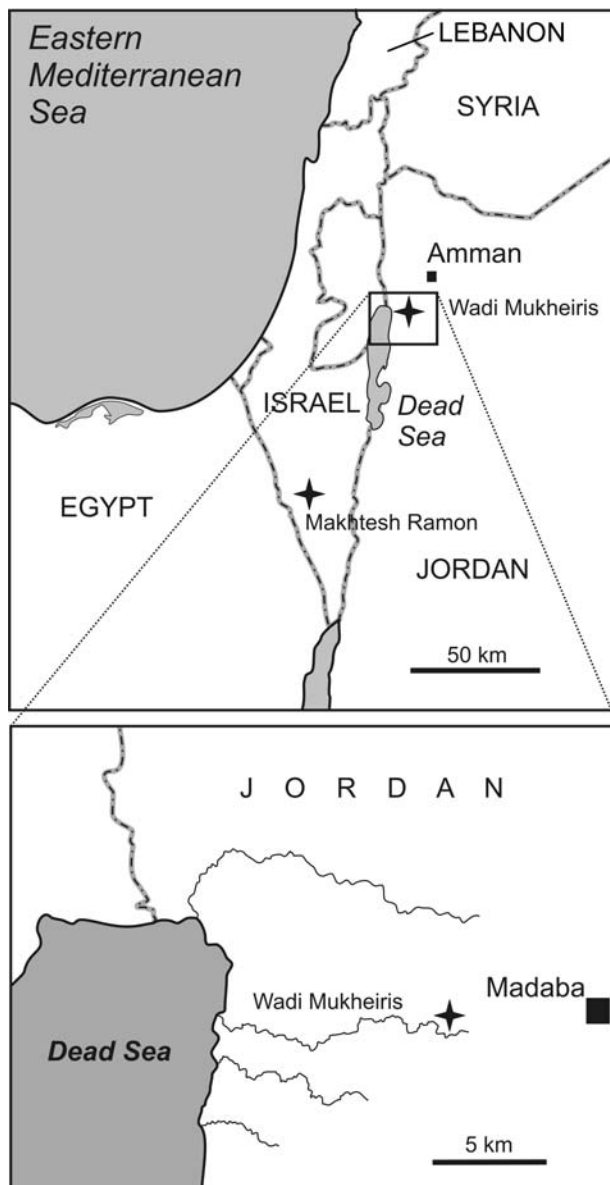 Eastern
Mediterranean
Sea
LEBANON
SYRIA
Amman
Wadi Mukheiris
ISRAEL
Dead
Sea
EGYPT
Makhtesh Ramon
JORDAN
50 km
J O R D A N
Wadi Mukheiris
Madaba
Dead Sea
5 km